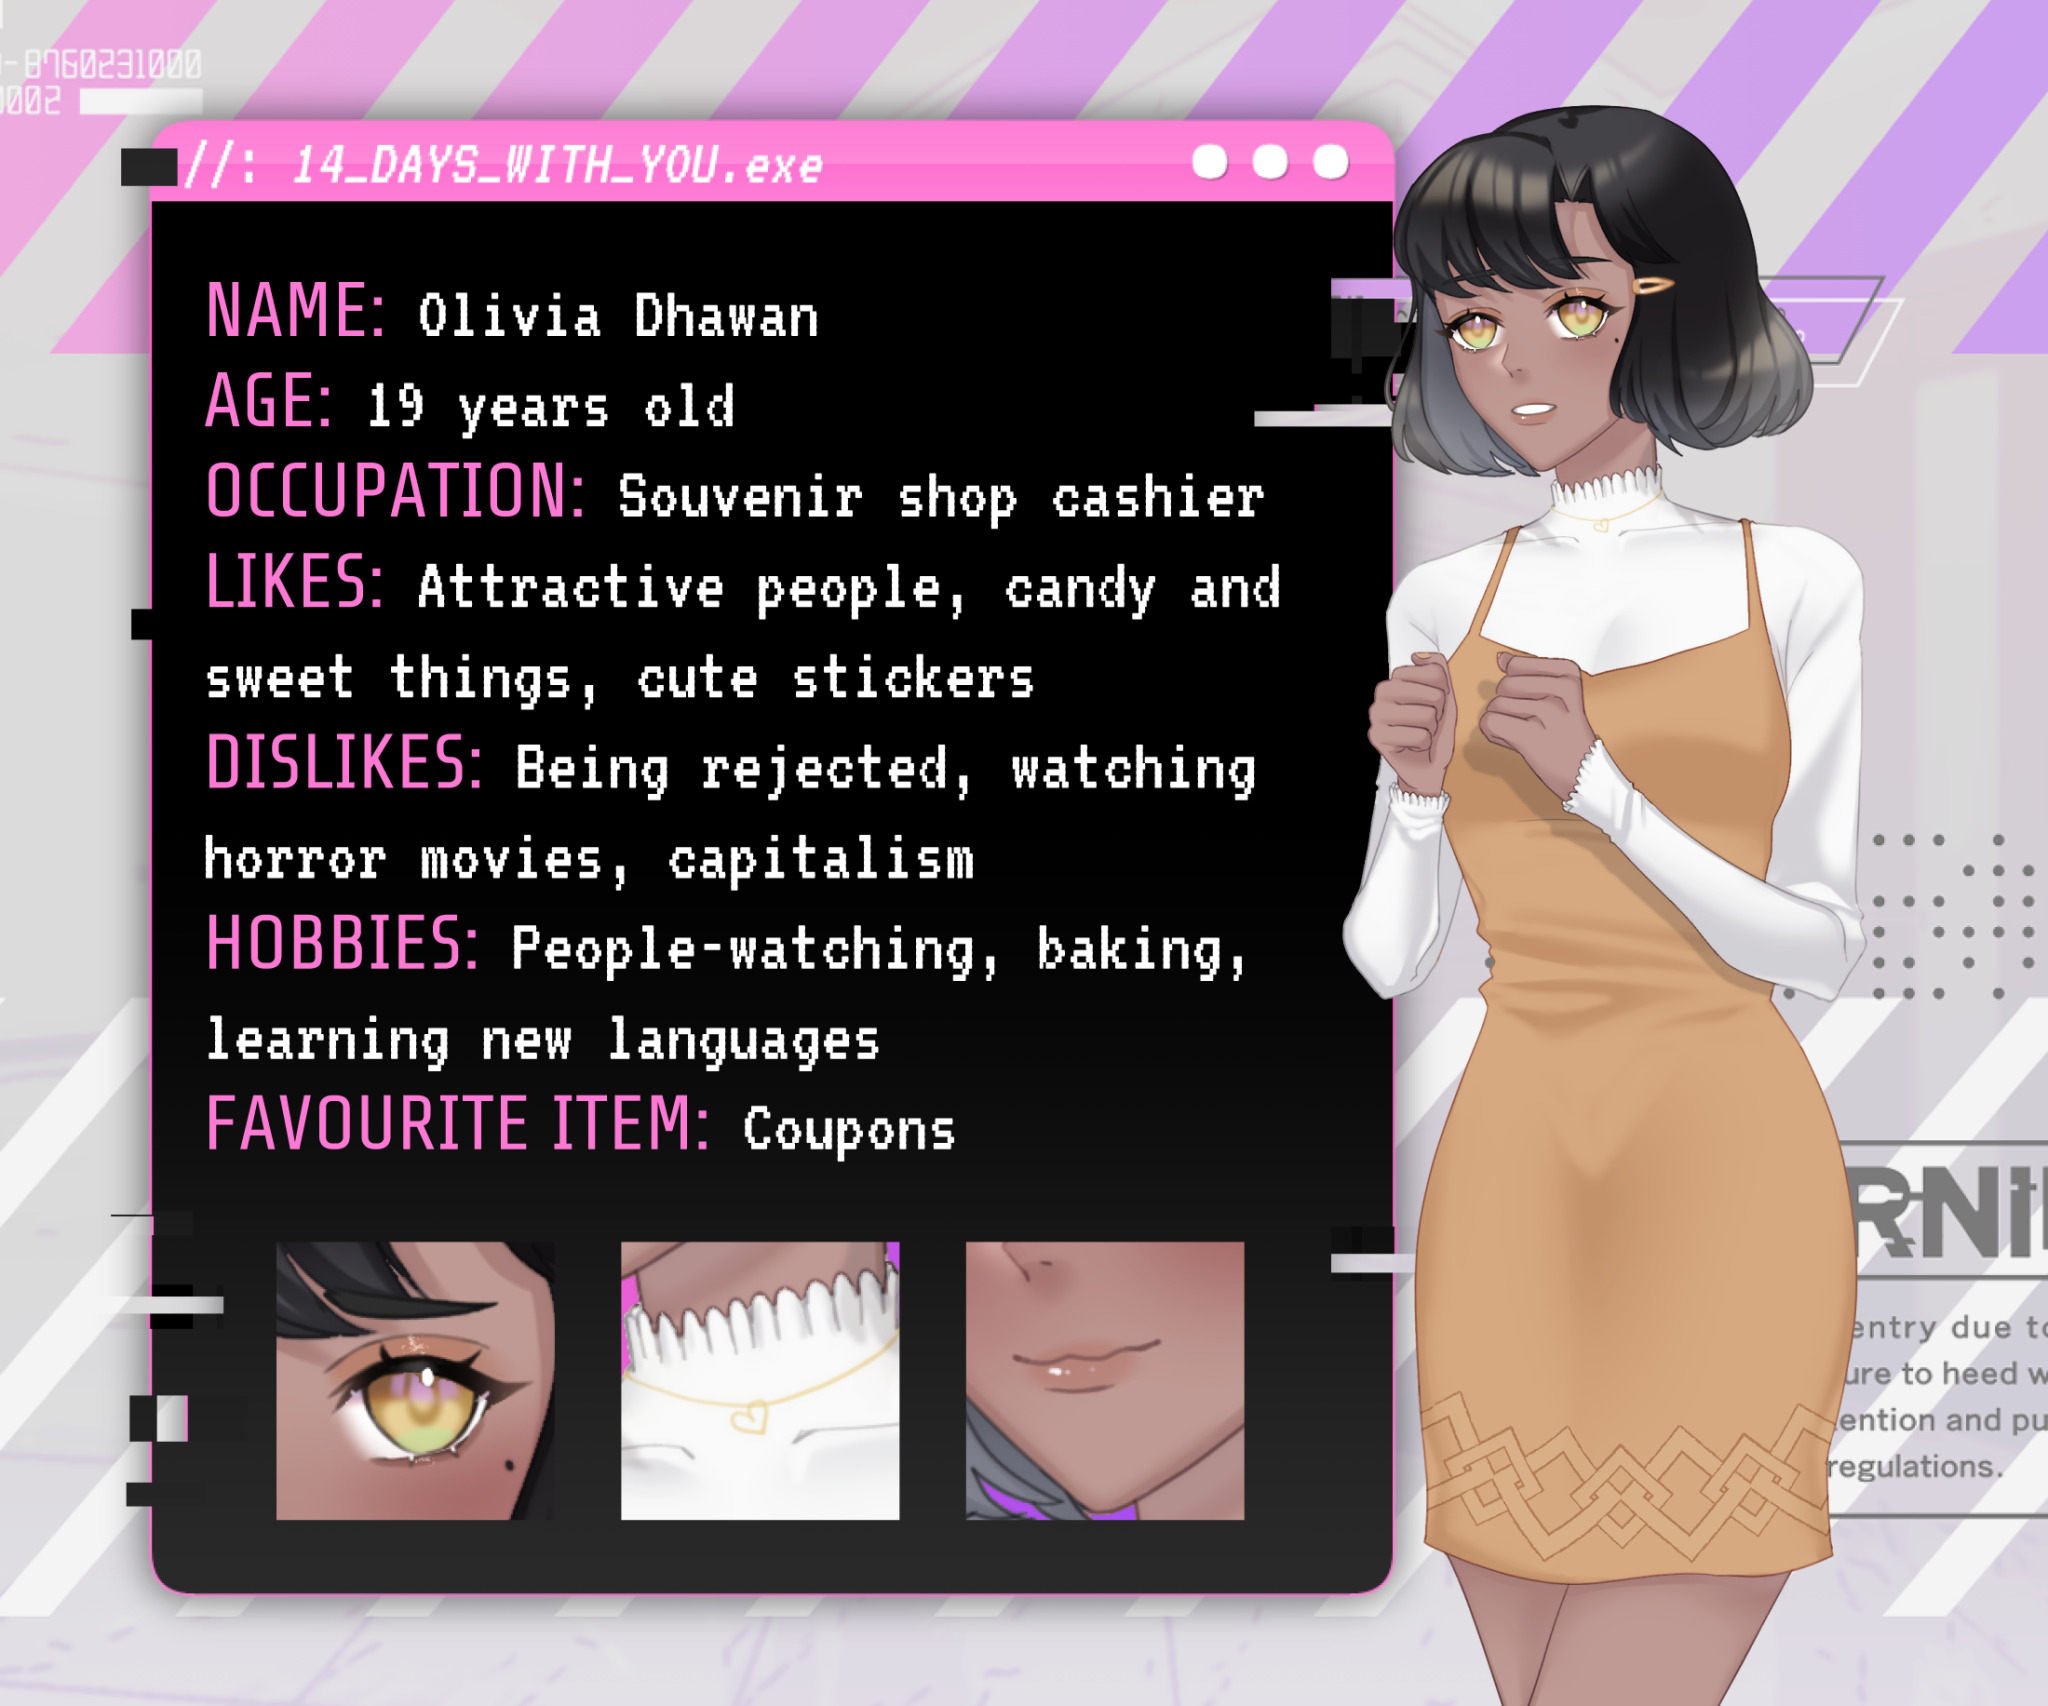 -8760231000
0002
//: 14_DAYS_WITH_YOU.exe
NAME: Olivia Dhawan
AGE: 19 years old
OCCUPATION: Souvenir shop cashier
LIKES: Attractive people, candy and
sweet things, cute stickers
DISLIKES: Being rejected, watching
horror movies, capitalism
HOBBIES: People-watching, baking,
learning new languages
FAVOURITE ITEM: Coupons
entry due to
ure to heed
ention and pu
regulations.